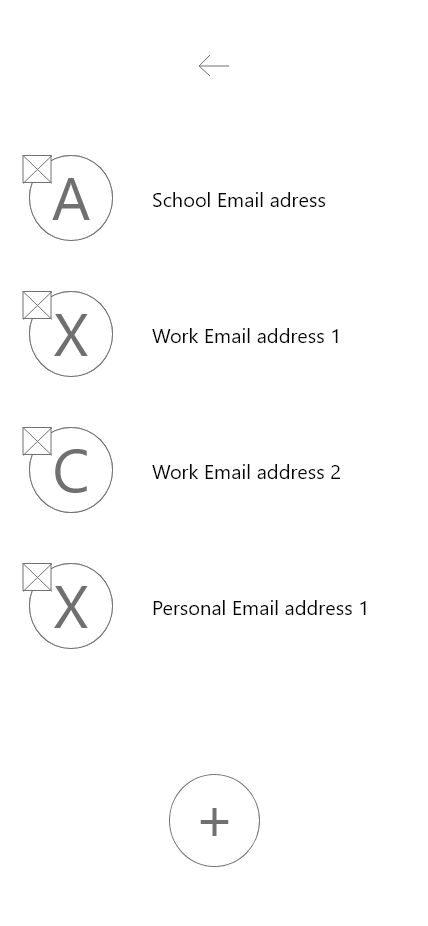 A
School Email adress
X
Work Email address 1
C
Work Email address 2
X
Personal Email address 1
+